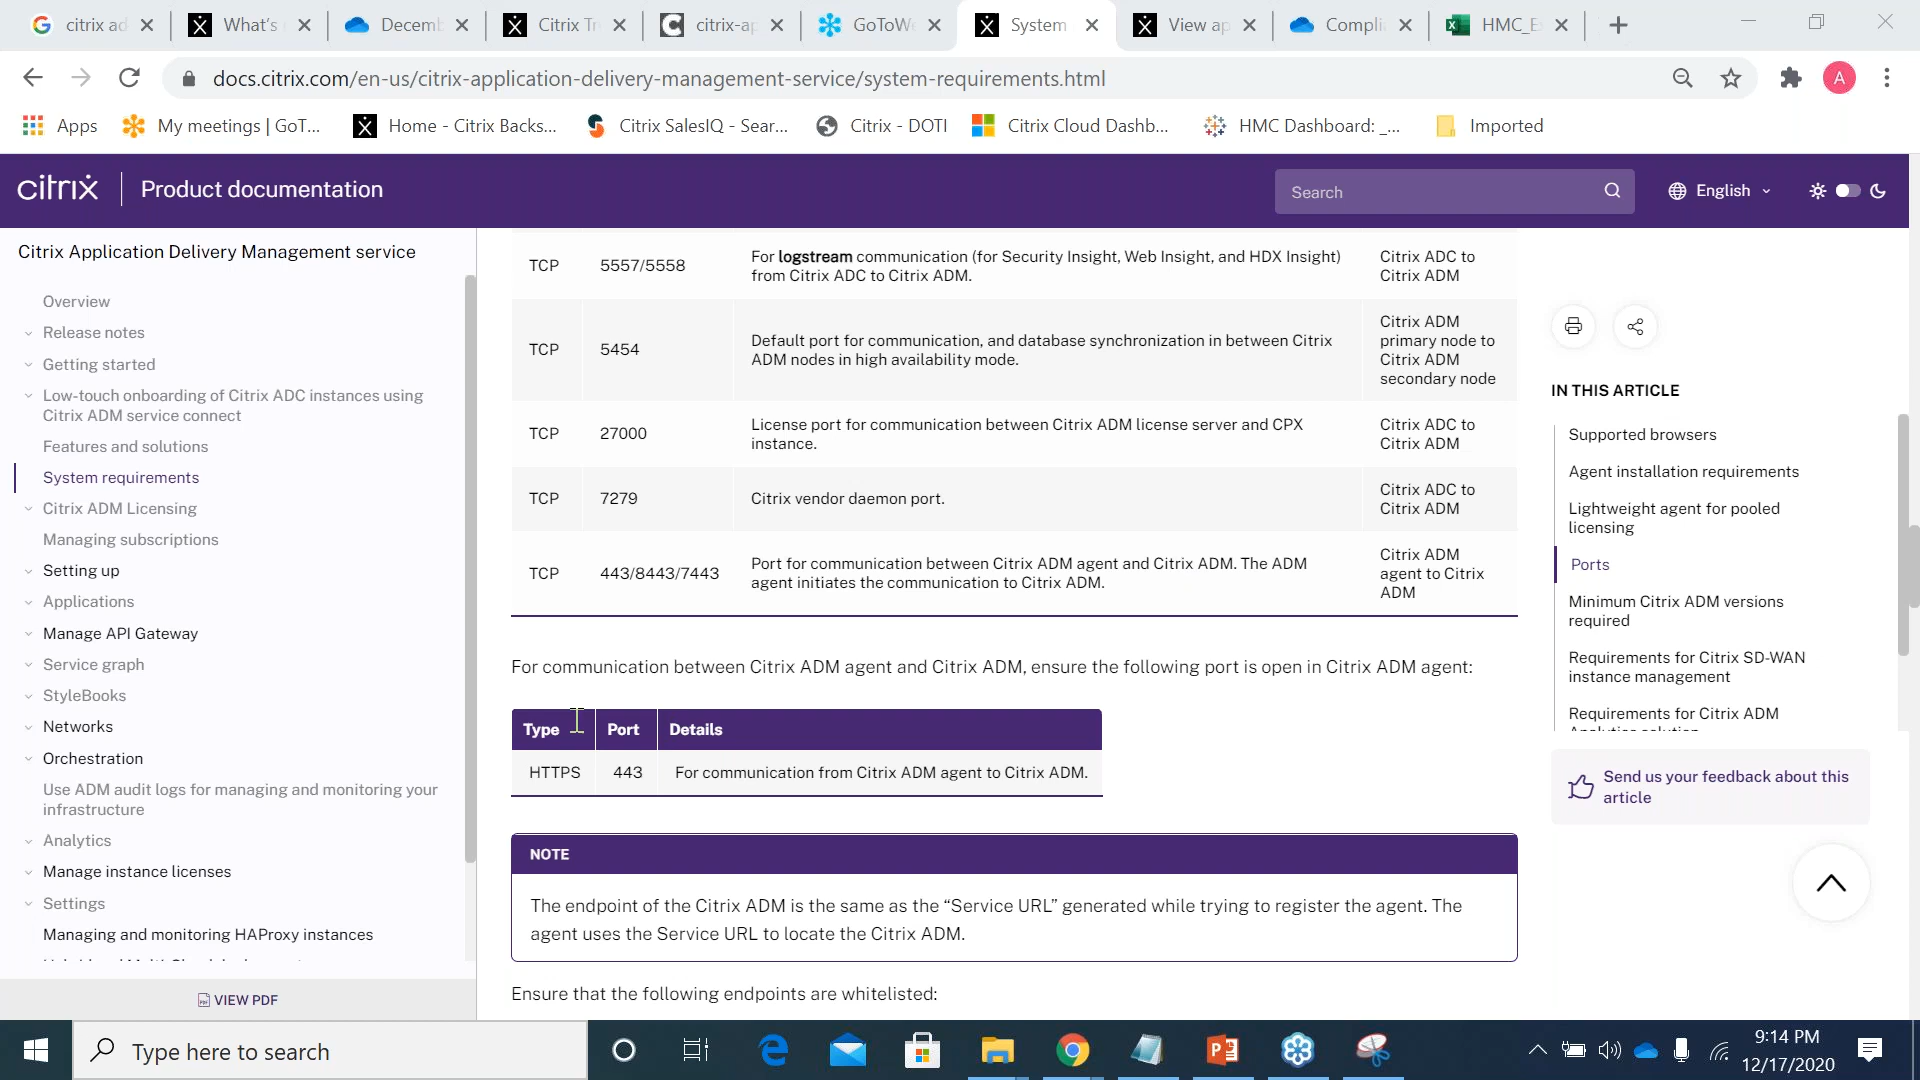 citrix ad
What's
Decemb
Citrix Tr
citrix-ap
GoToWe
System
View ap
Compli
HMC_E
docs.citrix.com/en-us/citrix-application-delivery-management-service/system-requirements.html
A
Apps
My meetings | GoT...
Home - Citrix Backs...
Citrix SalesIQ - Sear...
Citrix - DOTI
Citrix Cloud Dashb...
HMC Dashboard: _...
Imported
citrix
Product documentation
Search
English
Citrix Application Delivery Management service
Overview
Release notes
Getting started
Low-touch onboarding of Citrix ADC instances using
Citrix ADM service connect
Features and solutions
System requirements
Citrix ADM Licensing
Managing subscriptions
Setting up
Applications
Manage API Gateway
Service graph
StyleBooks
Networks
Orchestration
Use ADM audit logs for managing and monitoring your
infrastructure
Analytics
Manage instance licenses
Settings
Managing and monitoring HAProxy instances
VIEW PDF
TCP 5557/5558 For logstream communication (for Security Insight, Web Insight, and HDX Insight) Citrix ADC to
from Citrix ADC to Citrix ADM. Citrix ADM
Citrix ADM
TCP 5454 Default port for communication, and database synchronization in between Citrix primary node to
ADM nodes in high availability mode. Citrix ADM
secondary node
TCP 27000 License port for communication between Citrix ADM license server and CPX Citrix ADC to
instance. Citrix ADM
TCP 7279 Citrix vendor daemon port. Citrix ADC to
Citrix ADM
TCP 443/8443/7443 Port for communication between Citrix ADM agent and Citrix ADM. The ADM Citrix ADM
agent initiates the communication to Citrix ADM. agent to Citrix
ADM
For communication between Citrix ADM agent and Citrix ADM, ensure the following port is open in Citrix ADM agent:
Type Port Details
HTTPS 443 For communication from Citrix ADM agent to Citrix ADM.
NOTE
The endpoint of the Citrix ADM is the same as the “Service URL” generated while trying to register the agent. The
agent uses the Service URL to locate the Citrix ADM.
Ensure that the following endpoints are whitelisted:
IN THIS ARTICLE
Supported browsers
Agent installation requirements
Lightweight agent for pooled
licensing
Ports
Minimum Citrix ADM versions
required
Requirements for Citrix SD-WAN
instance management
Requirements for Citrix ADM
Send us your feedback about this
article
Type here to search
9:14 PM
12/17/2020